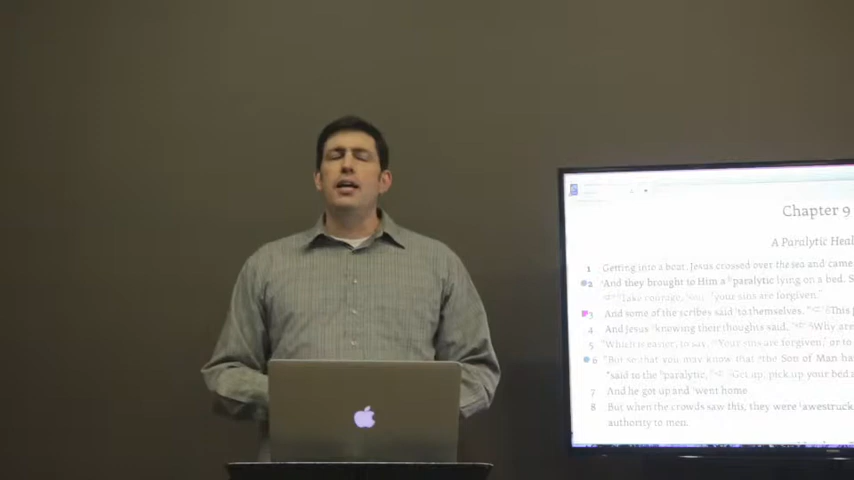 Chapter 9
A Paralytic Heal
1 Getting into a boat, Jesus crossed over the sea and came
2 And they brought to Him a paralytic lying on a bed. S
"Take courage, your sins are forgiven."
3 And some of the scribes said to themselves, "This
4 And Jesus knowing their thoughts said, "Why are
5 "Which is easier, to say, 'Your sins are forgiven,' or to
6 "But so that you may know that the Son of Man ha
said to the paralytic, "Get up, pick up your bed
7 And he got up and went home
8 But when the crowds saw this, they were awestruck
authority to men.